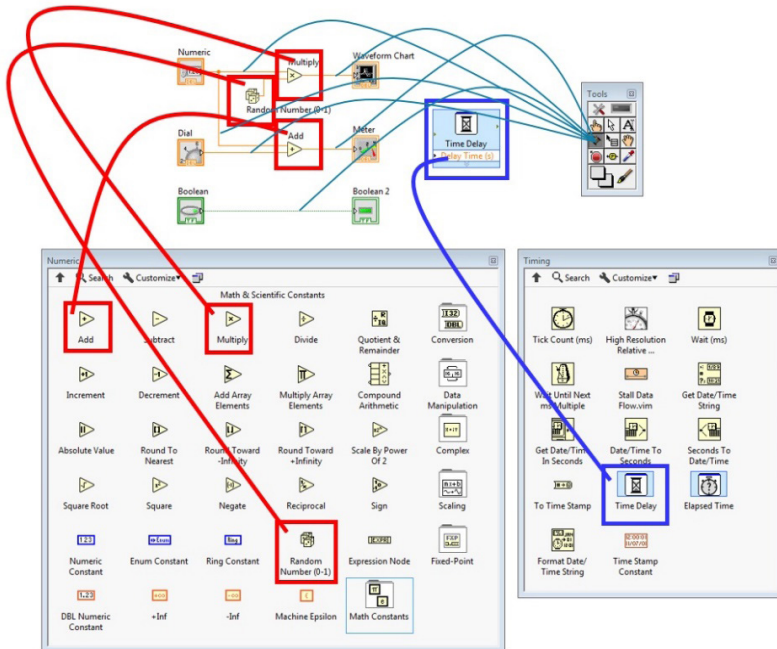 Numeric
Multiply
Waveform Chart
Random Number (0-1)
Dial
Add
Meter
Time Delay
Delay Time (s)
Boolean
Boolean 2
Tools
Numeric
Search
Customize
Math & Scientific Constants
Add
Subtract
Multiply
Divide
Quotient &
Remainder
Conversion
Increment
Decrement
Add Array
Elements
Multiply Array
Elements
Compound
Arithmetic
Data
Manipulation
Absolute Value
Round To
Nearest
Round Toward
-Infinity
Round Toward
+Infinity
Scale By Power
Of 2
Complex
Square Root
Square
Negate
Reciprocal
Sign
Scaling
Numeric
Constant
Enum Constant
Ring Constant
Random
Number (0-1)
Expression Node
Fixed-Point
DBL Numeric
Constant
+Inf
-Inf
Machine Epsilon
Math Constants
Timing
Search
Customize
Tick Count (ms)
High Resolution
Relative ...
Wait (ms)
Wait Until Next
ms Multiple
Stall Data
Flow.vim
Get Date/Time
String
Get Date/Time
In Seconds
Date/Time To
Seconds
Seconds To
Date/Time
To Time Stamp
Time Delay
Elapsed Time
Format Date/
Time String
Time Stamp
Constant